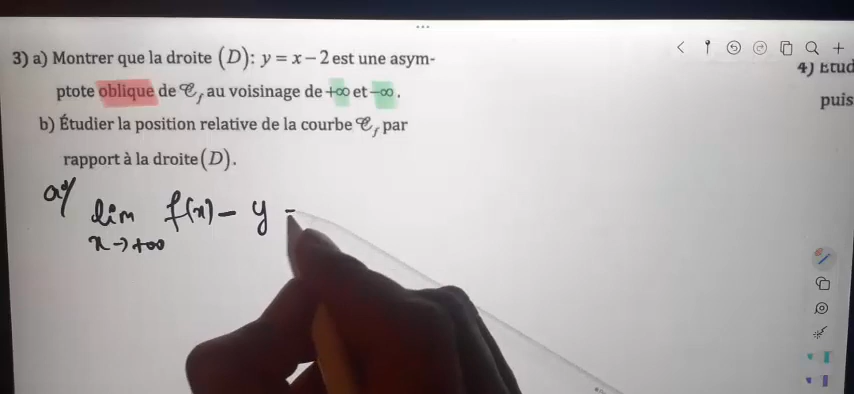 3) a) Montrer que la droite (D): y = x − 2 est une asym-
ptote oblique de 𝒞f au voisinage de +∞ et −∞.
b) Étudier la position relative de la courbe 𝒞f par
rapport à la droite (D).
a/ lim f(x) − y =
x→+∞
4) Étud
puis